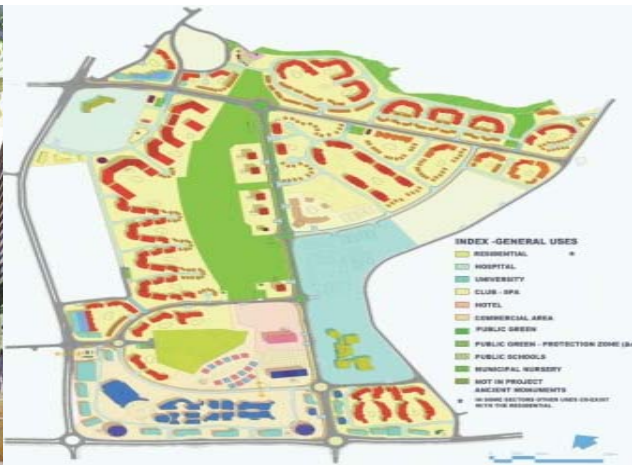 INDEX -GENERAL USES
RESIDENTIAL *
HOSPITAL
UNIVERSITY
CLUB - SPA
HOTEL
COMMERCIAL AREA
PUBLIC GREEN
PUBLIC GREEN - PROTECTION ZONE
PUBLIC SCHOOLS
MUNICIPAL NURSERY
NOT IN PROJECT
ANCIENT MONUMENTS
* IN SOME SECTORS OTHER USES CO-EXIST
WITH THE RESIDENTIAL.